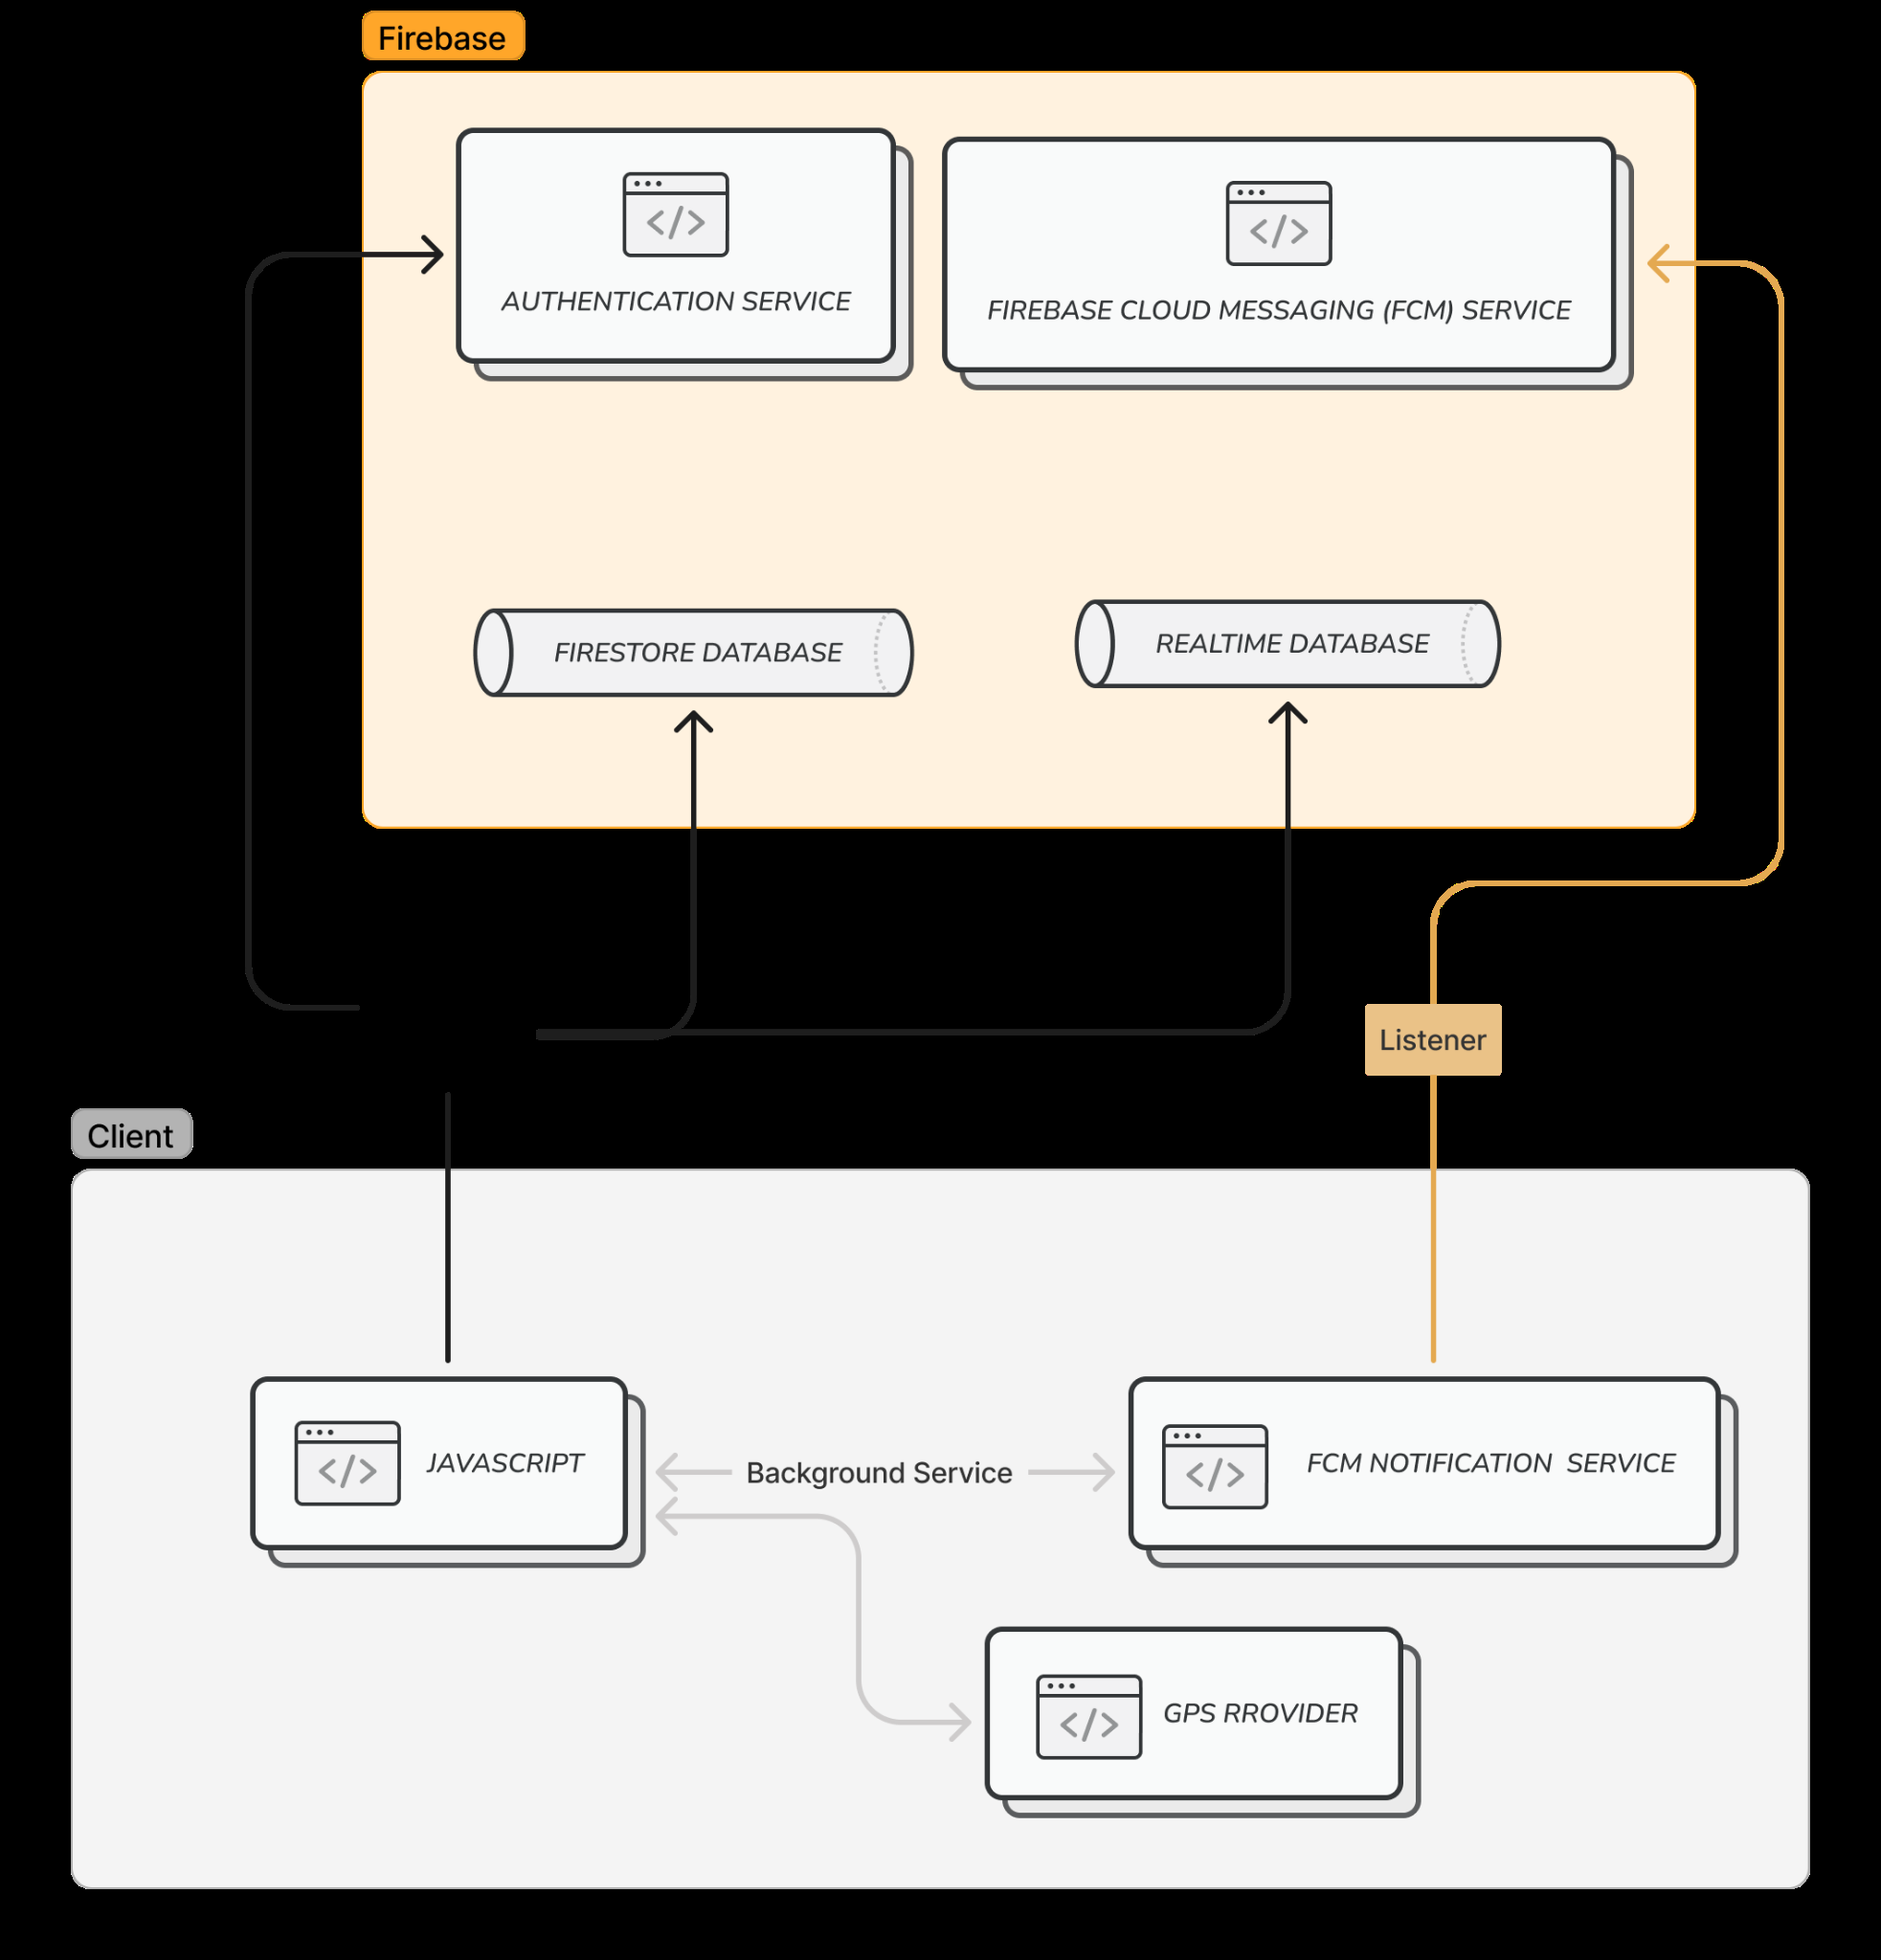 Firebase
AUTHENTICATION SERVICE
FIREBASE CLOUD MESSAGING (FCM) SERVICE
FIRESTORE DATABASE
REALTIME DATABASE
Listener
Client
JAVASCRIPT
Background Service
FCM NOTIFICATION SERVICE
GPS RROVIDER